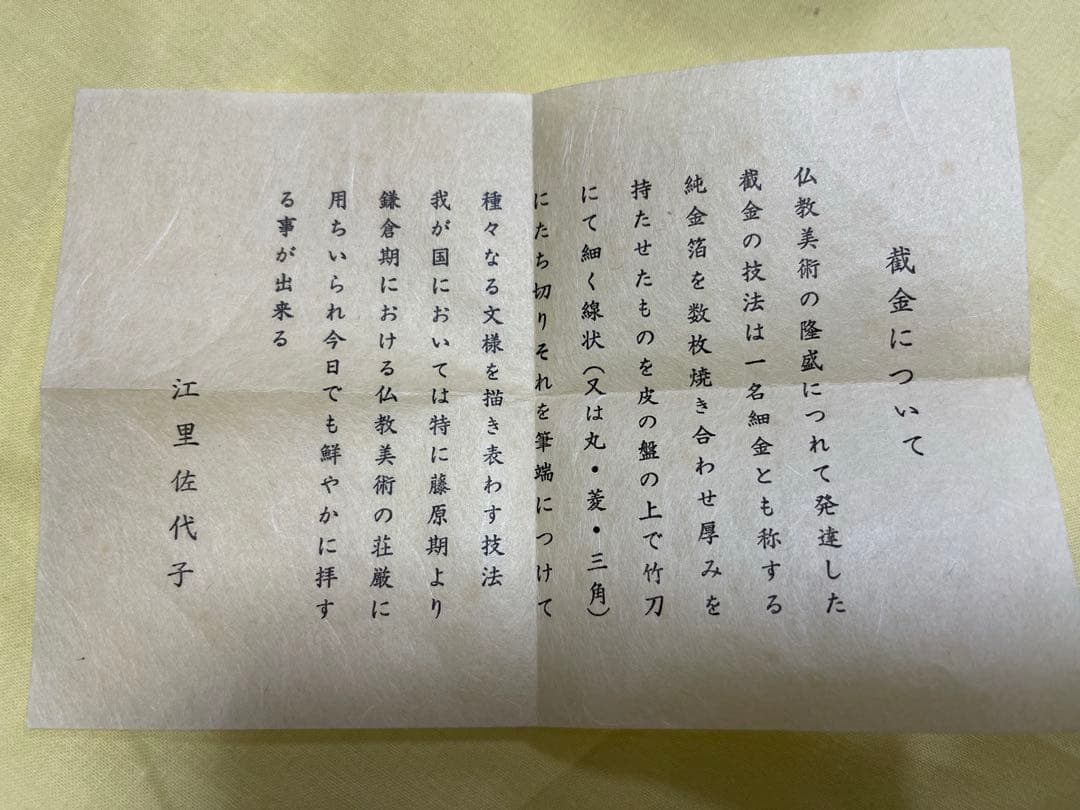 截金について
仏教美術の隆盛につれて発達した
截金の技法は一名細金とも称する
純金箔を数枚焼き合わせ厚みを
持たせたものを皮の盤の上で竹刀
にて細く線状(又は丸・菱・三角)
にたち切りそれを筆端につけて
種々なる文様を描き表わす技法
我が国においては特に藤原期より
鎌倉期における仏教美術の荘厳に
用ちいられ今日でも鮮やかに拝す
る事が出来る
江里佐代子